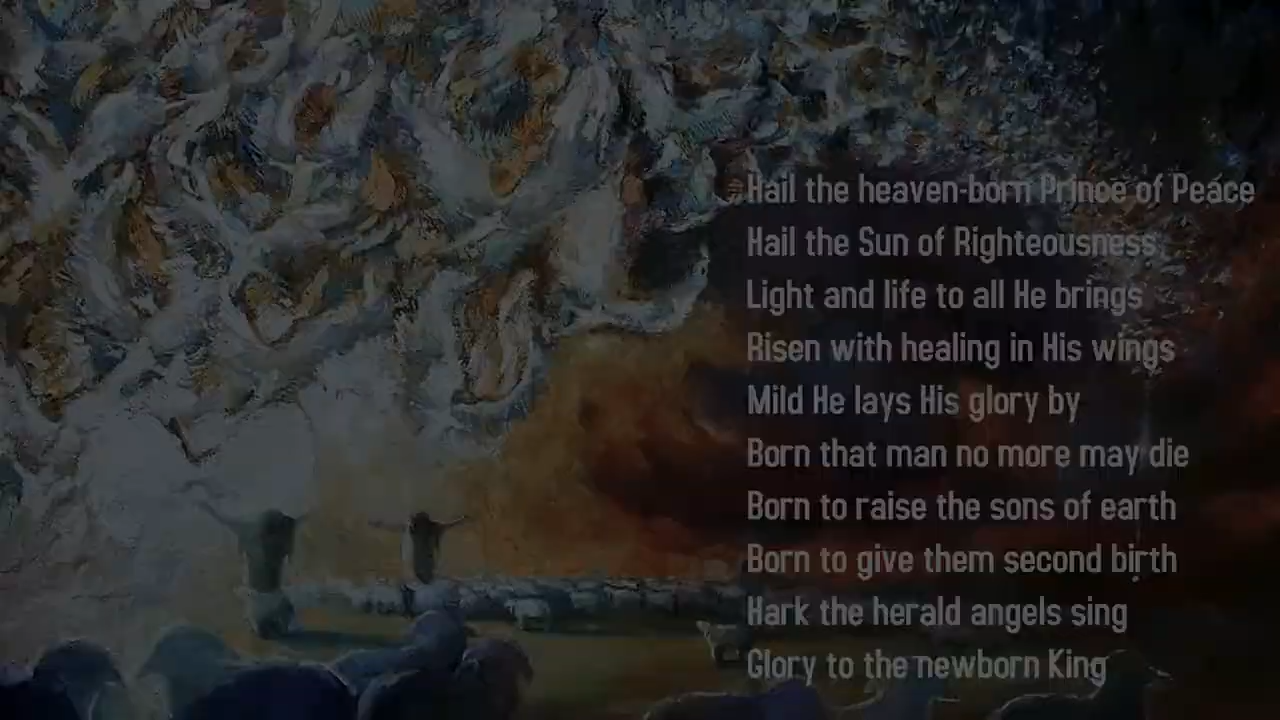 Hail the heaven-born Prince of Peace
Hail the Sun of Righteousness
Light and life to all He brings
Risen with healing in His wings
Mild He lays His glory by
Born that man no more may die
Born to raise the sons of earth
Born to give them second birth
Hark the herald angels sing
Glory to the newborn King